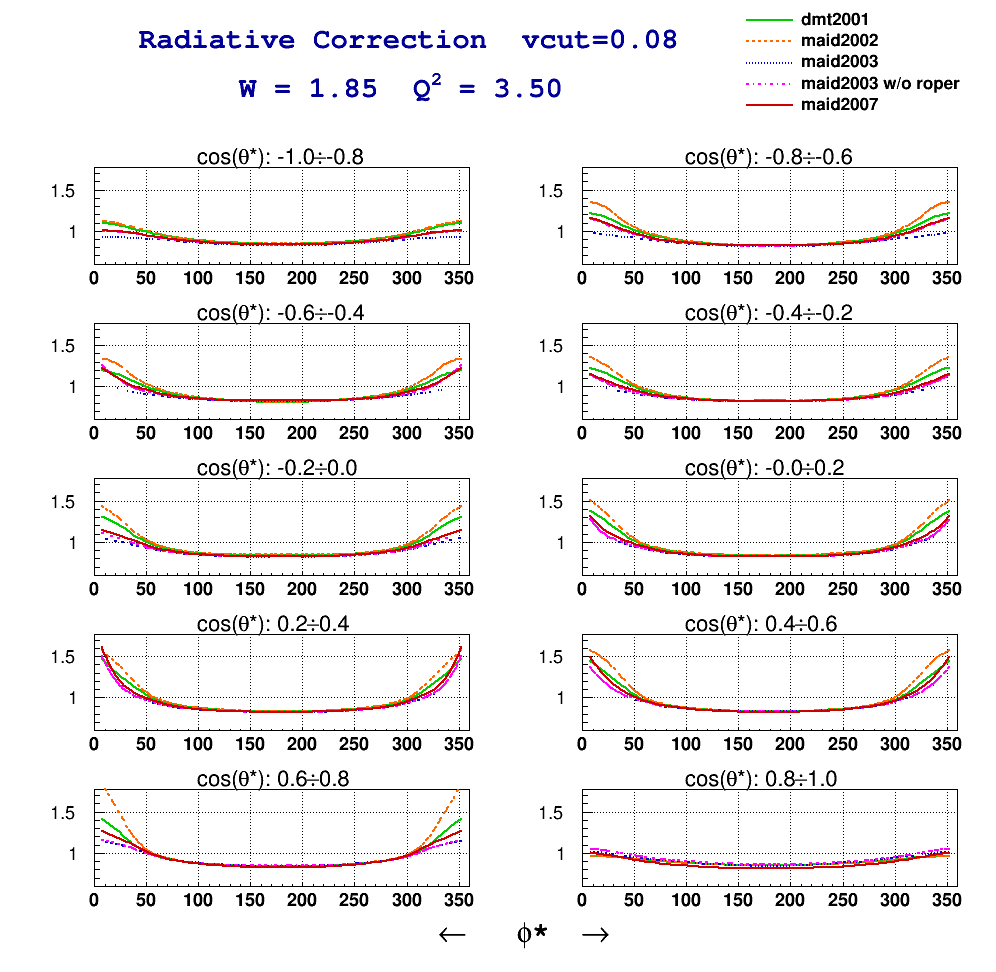 Radiative Correction vcut=0.08
W = 1.85 Q² = 3.50
dmt2001
maid2002
maid2003
maid2003 w/o roper
maid2007
cos(θ*): -1.0÷-0.8
1.5
1
0 50 100 150 200 250 300 350
cos(θ*): -0.8÷-0.6
1.5
1
0 50 100 150 200 250 300 350
cos(θ*): -0.6÷-0.4
1.5
1
0 50 100 150 200 250 300 350
cos(θ*): -0.4÷-0.2
1.5
1
0 50 100 150 200 250 300 350
cos(θ*): -0.2÷0.0
1.5
1
0 50 100 150 200 250 300 350
cos(θ*): -0.0÷0.2
1.5
1
0 50 100 150 200 250 300 350
cos(θ*): 0.2÷0.4
1.5
1
0 50 100 150 200 250 300 350
cos(θ*): 0.4÷0.6
1.5
1
0 50 100 150 200 250 300 350
cos(θ*): 0.6÷0.8
1.5
1
0 50 100 150 200 250 300 350
cos(θ*): 0.8÷1.0
1.5
1
0 50 100 150 200 250 300 350
← ϕ* →